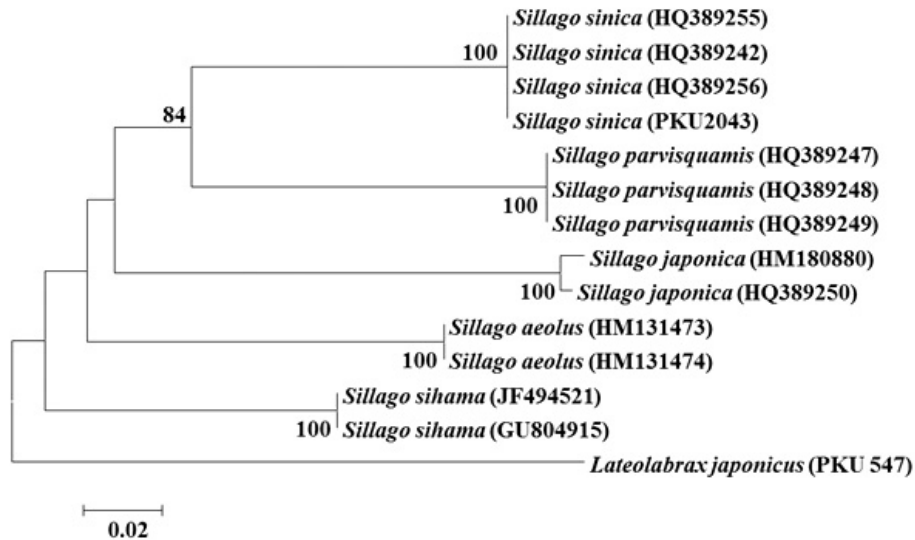 Sillago sinica (HQ389255)
100
Sillago sinica (HQ389242)
Sillago sinica (HQ389256)
84
Sillago sinica (PKU2043)
Sillago parvisquamis (HQ389247)
Sillago parvisquamis (HQ389248)
100
Sillago parvisquamis (HQ389249)
Sillago japonica (HM180880)
100
Sillago japonica (HQ389250)
Sillago aeolus (HM131473)
100
Sillago aeolus (HM131474)
Sillago sihama (JF494521)
100
Sillago sihama (GU804915)
Lateolabrax japonicus (PKU 547)
0.02